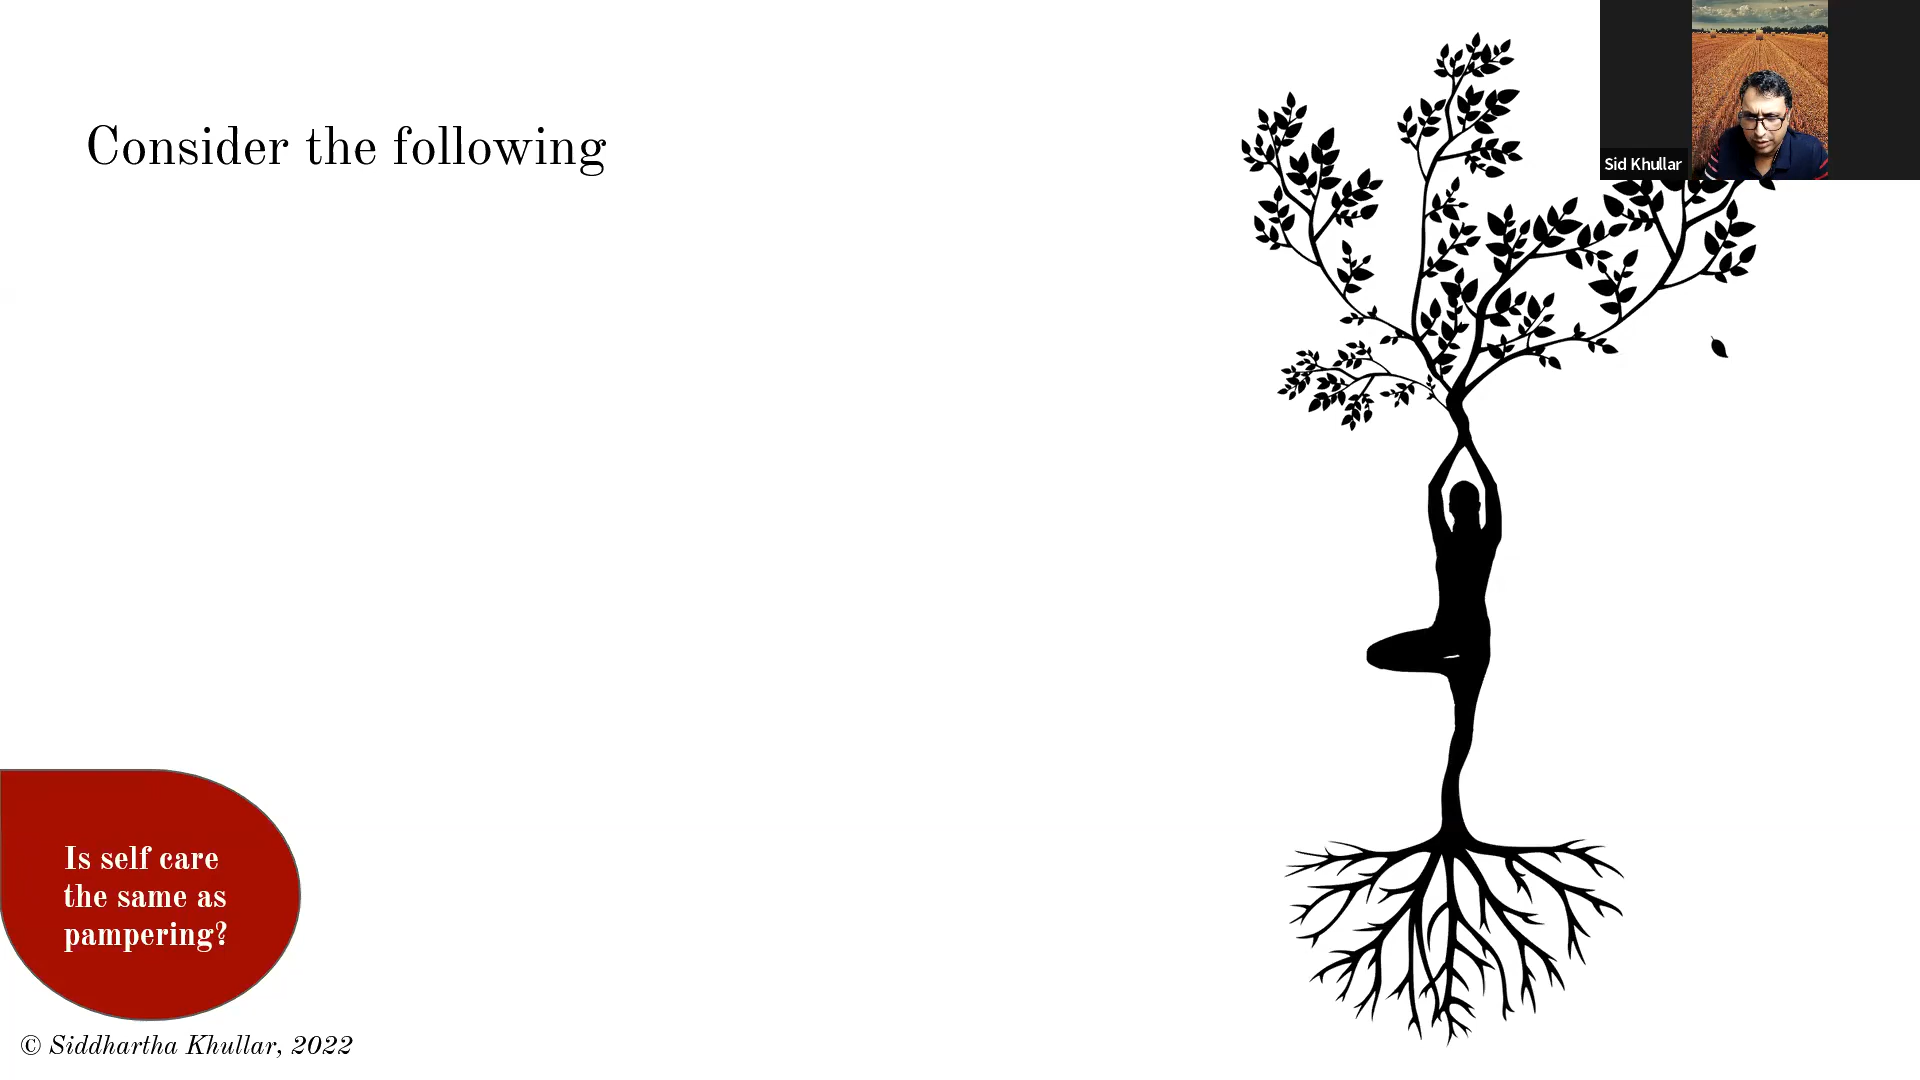 Consider the following
Sid Khullar
Is self care
the same as
pampering?
© Siddhartha Khullar, 2022